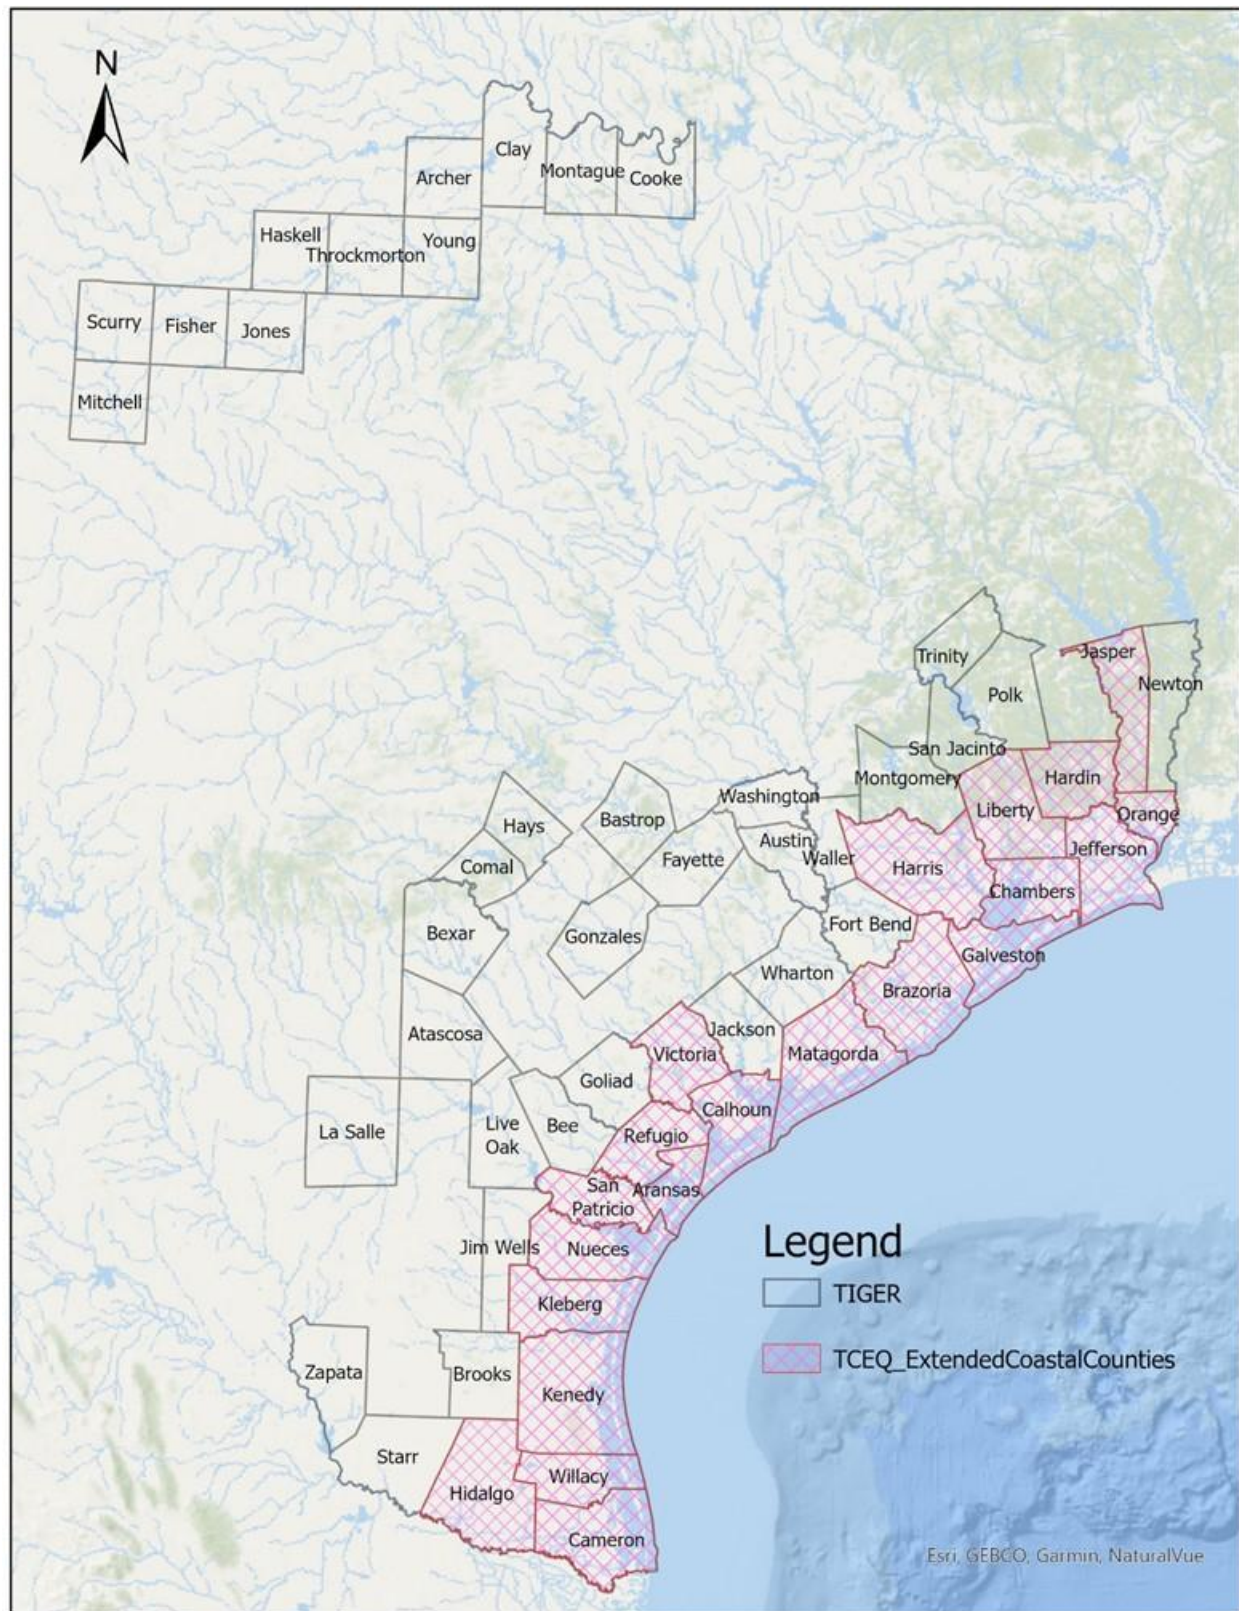 N
Clay
Montague
Cooke
Archer
Haskell
Throckmorton
Young
Scurry
Fisher
Jones
Mitchell
Trinity
Jasper
Newton
Polk
San Jacinto
Montgomery
Hardin
Liberty
Orange
Washington
Hays
Bastrop
Austin
Waller
Jefferson
Comal
Fayette
Harris
Chambers
Bexar
Gonzales
Fort Bend
Galveston
Wharton
Brazoria
Atascosa
Jackson
Victoria
Matagorda
Goliad
Calhoun
La Salle
Live
Oak
Bee
Refugio
San
Patricio
Aransas
Jim Wells
Nueces
Kleberg
Zapata
Brooks
Kenedy
Starr
Hidalgo
Willacy
Cameron
Legend
TIGER
TCEQ_ExtendedCoastalCounties
Esri, GEBCO, Garmin, NaturalVue